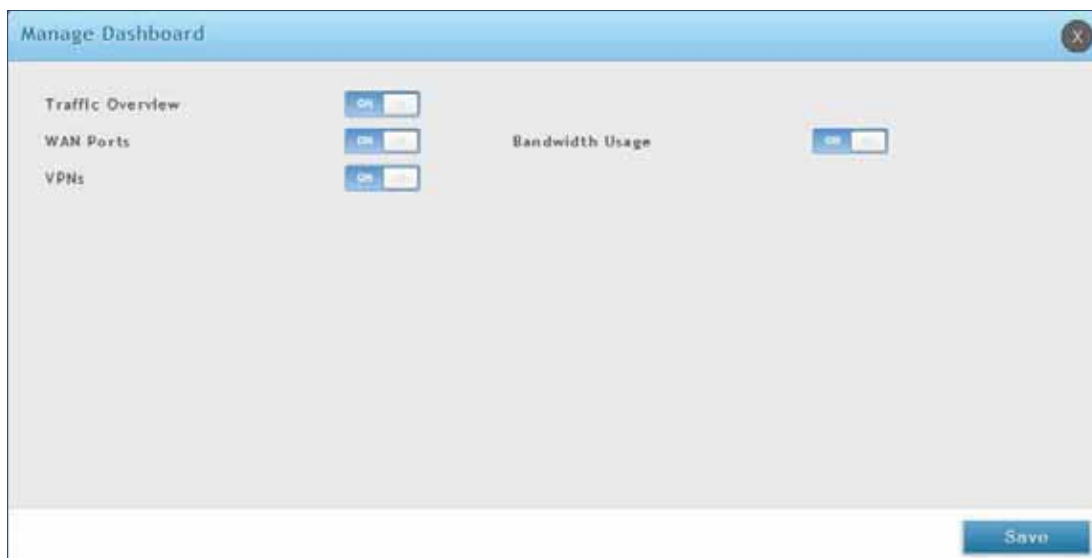 Manage Dashboard X
Traffic Overview ON
WAN Ports ON Bandwidth Usage ON
VPNs ON
Save